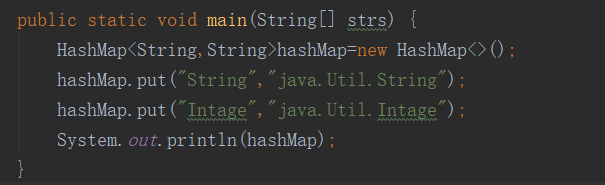 public static void main(String[] strs) {
    HashMap<String,String>hashMap=new HashMap<>();
    hashMap.put("String","java.Util.String");
    hashMap.put("Intage","java.Util.Intage");
    System.out.println(hashMap);
}